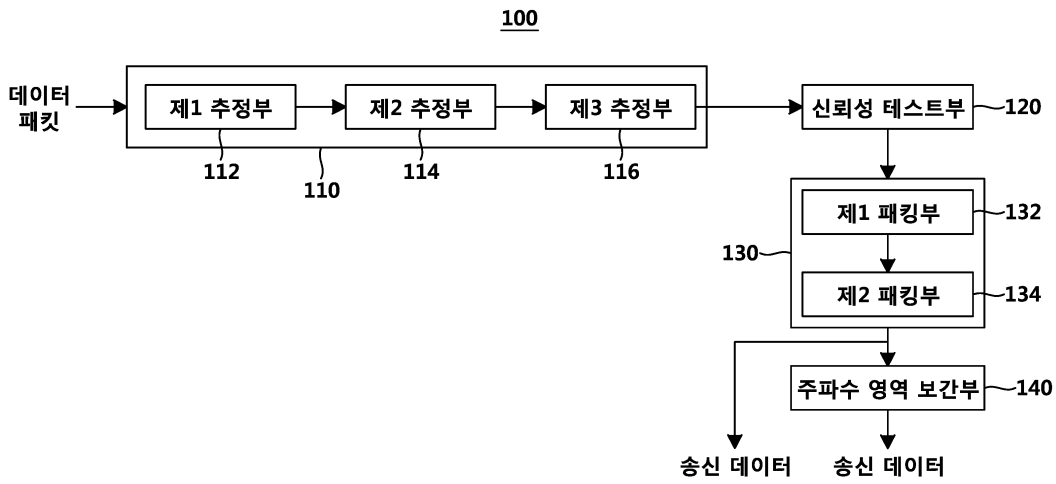 100
데이터
패킷
제1 추정부
제2 추정부
제3 추정부
신뢰성 테스트부
120
112
110
114
116
제1 패킹부
132
130
제2 패킹부
134
주파수 영역 보간부
140
송신 데이터
송신 데이터